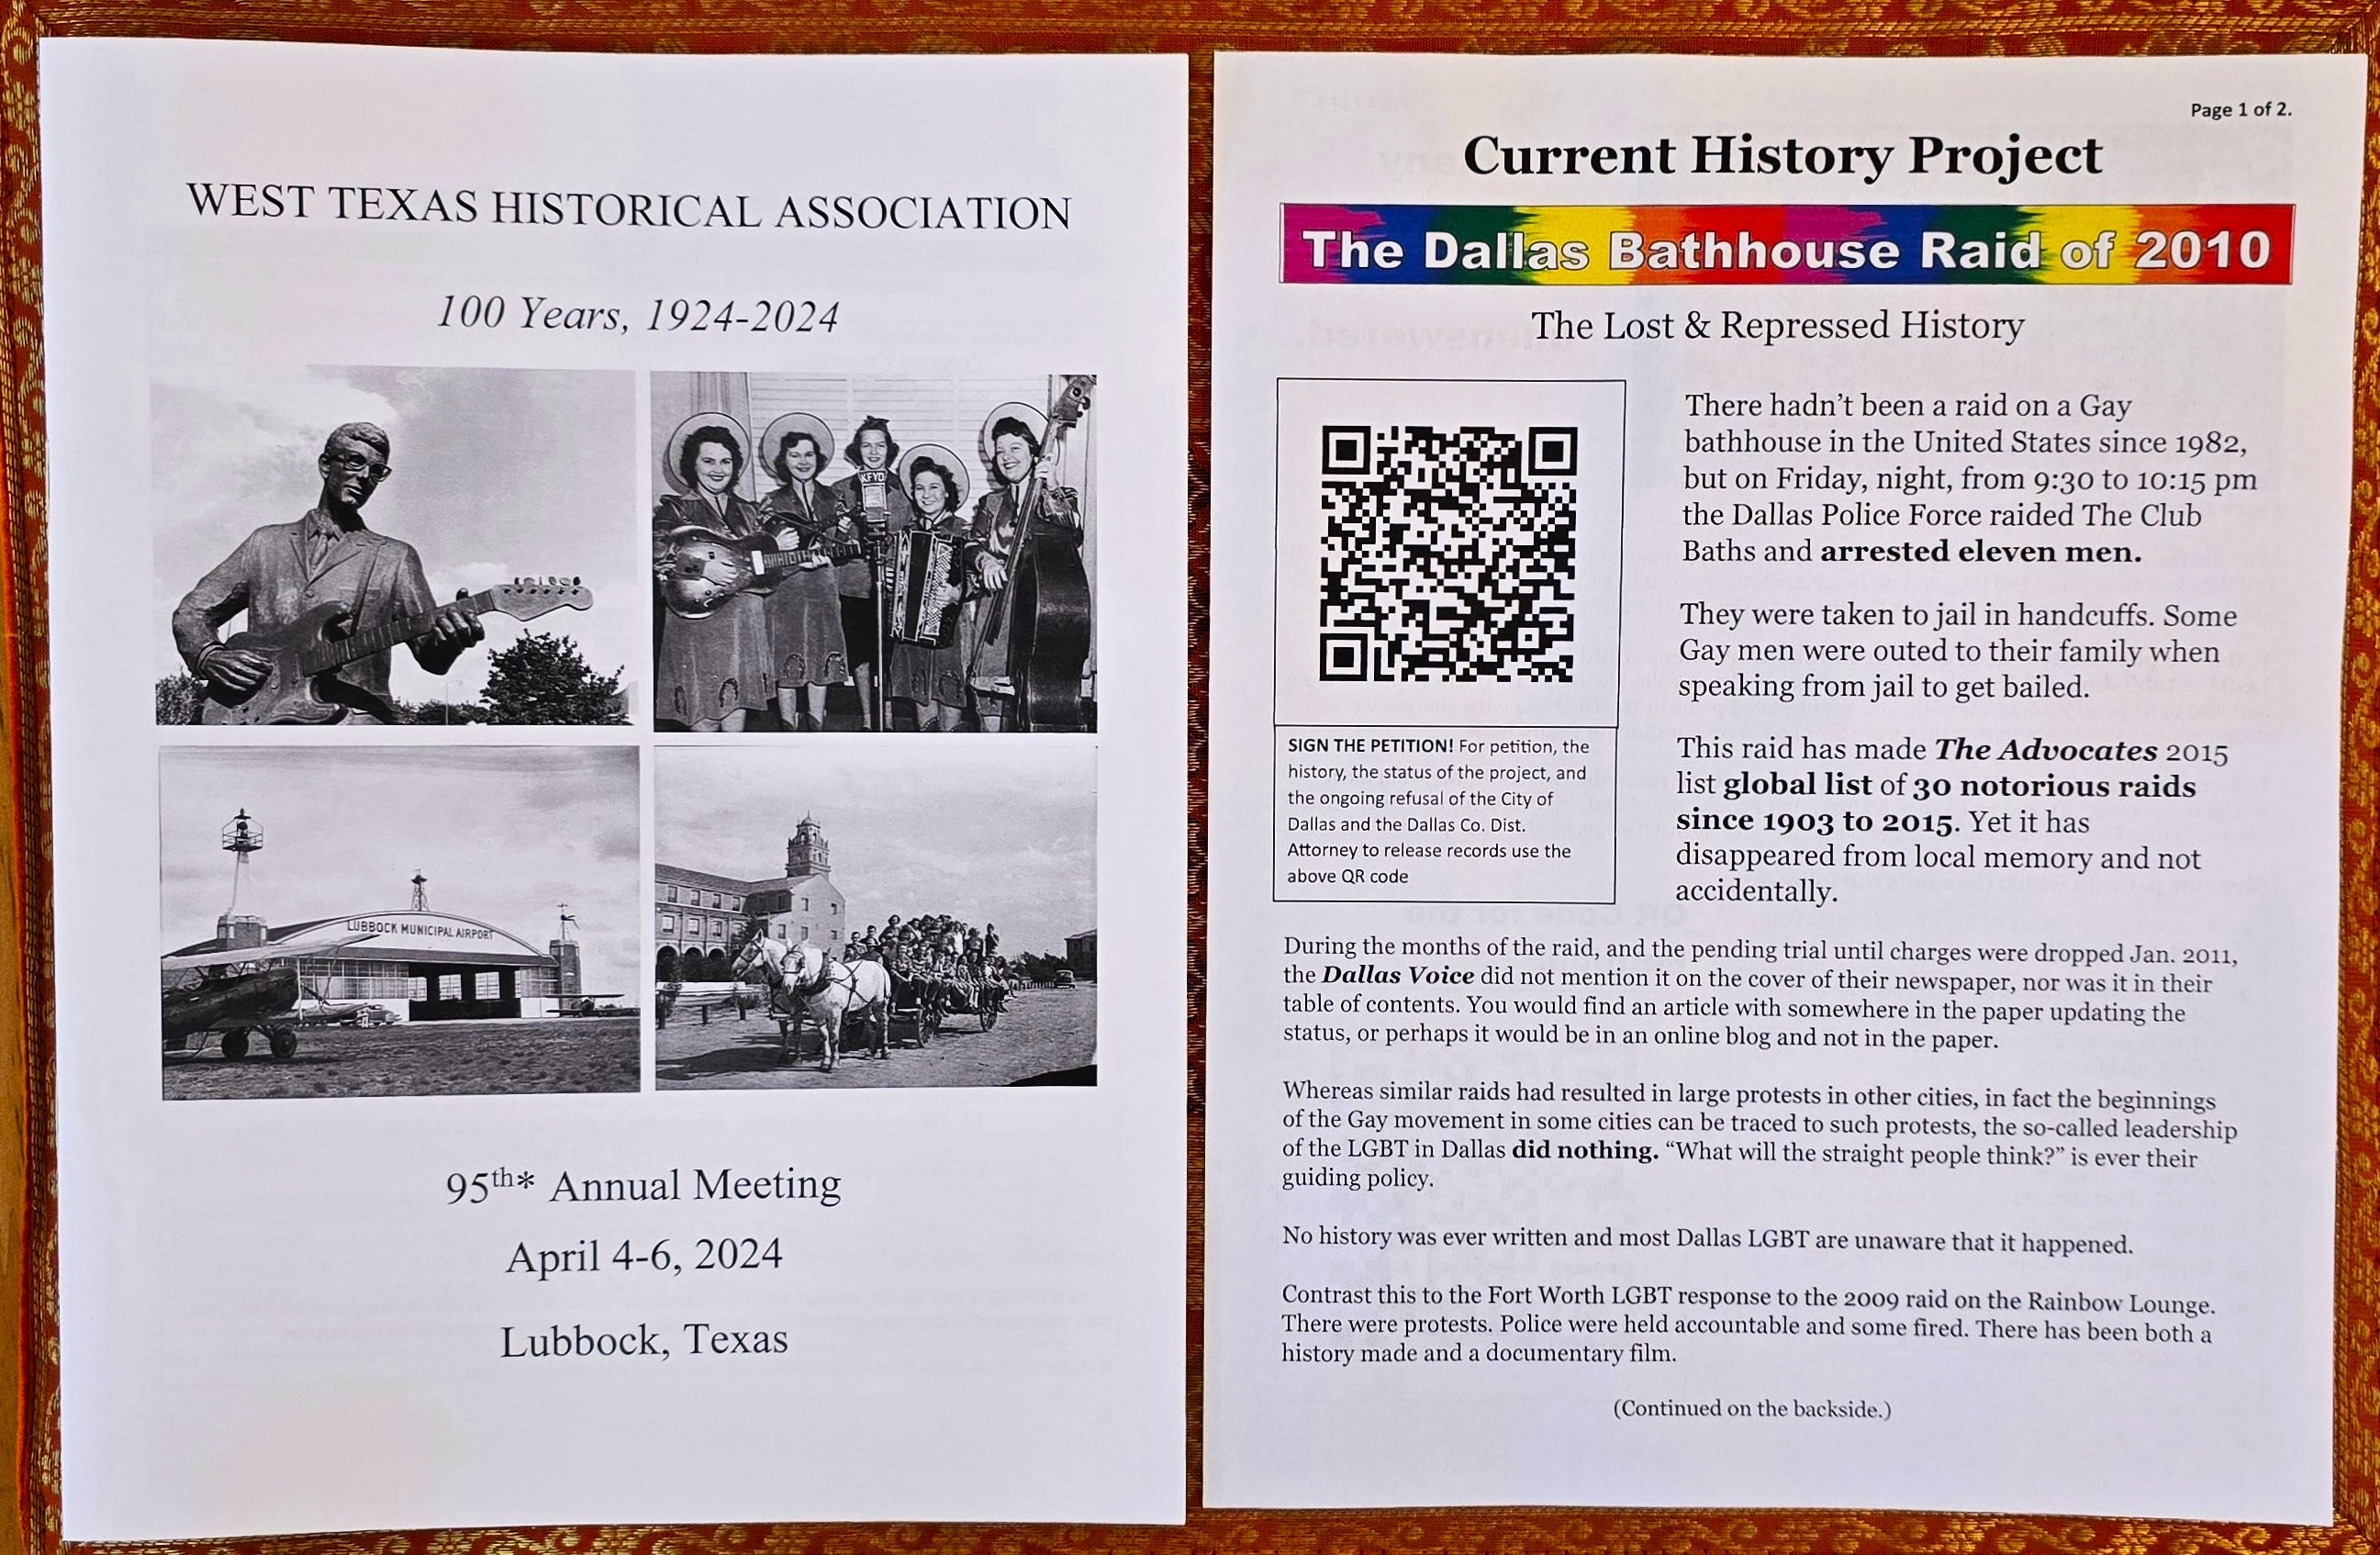 WEST TEXAS HISTORICAL ASSOCIATION
100 Years, 1924-2024
KFYO
LUBBOCK MUNICIPAL AIRPORT
95th* Annual Meeting
April 4-6, 2024
Lubbock, Texas
Page 1 of 2.
Current History Project
The Dallas Bathhouse Raid of 2010
The Lost & Repressed History
There hadn't been a raid on a Gay
bathhouse in the United States since 1982,
but on Friday, night, from 9:30 to 10:15 pm
the Dallas Police Force raided The Club
Baths and arrested eleven men.
They were taken to jail in handcuffs. Some
Gay men were outed to their family when
speaking from jail to get bailed.
This raid has made The Advocates 2015
list global list of 30 notorious raids
since 1903 to 2015. Yet it has
disappeared from local memory and not
accidentally.
SIGN THE PETITION! For petition, the
history, the status of the project, and
the ongoing refusal of the City of
Dallas and the Dallas Co. Dist.
Attorney to release records use the
above QR code
During the months of the raid, and the pending trial until charges were dropped Jan. 2011,
the Dallas Voice did not mention it on the cover of their newspaper, nor was it in their
table of contents. You would find an article with somewhere in the paper updating the
status, or perhaps it would be in an online blog and not in the paper.
Whereas similar raids had resulted in large protests in other cities, in fact the beginnings
of the Gay movement in some cities can be traced to such protests, the so-called leadership
of the LGBT in Dallas did nothing. “What will the straight people think?” is ever their
guiding policy.
No history was ever written and most Dallas LGBT are unaware that it happened.
Contrast this to the Fort Worth LGBT response to the 2009 raid on the Rainbow Lounge.
There were protests. Police were held accountable and some fired. There has been both a
history made and a documentary film.
(Continued on the backside.)